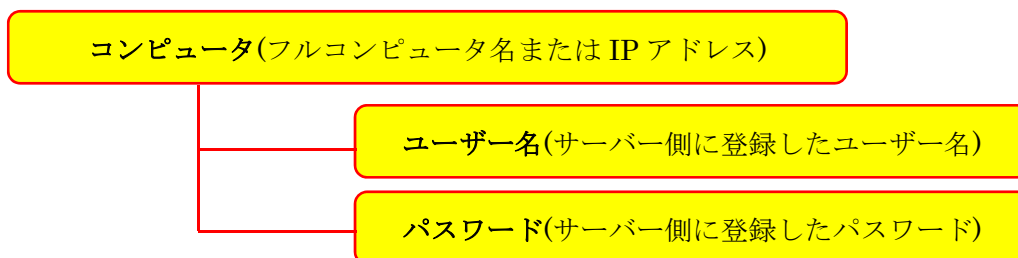 コンピュータ(フルコンピュータ名または IP アドレス)
ユーザー名(サーバー側に登録したユーザー名)
パスワード(サーバー側に登録したパスワード)